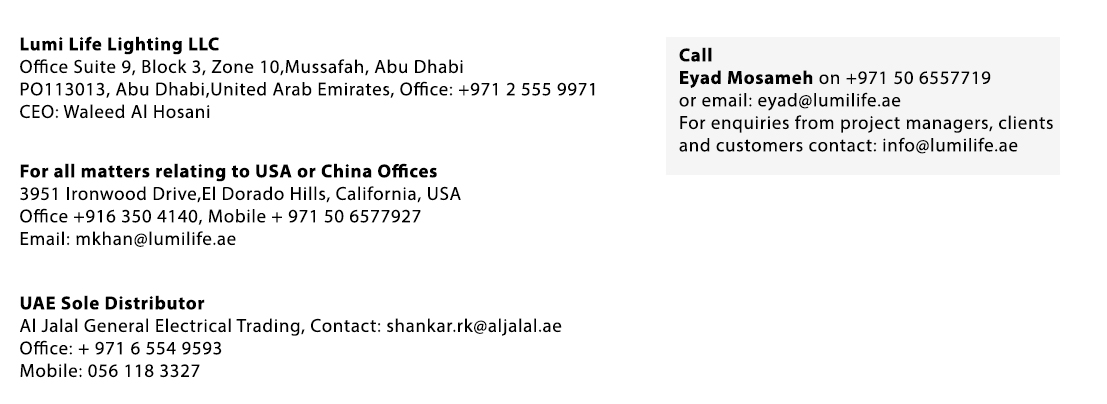 Lumi Life Lighting LLC
Office Suite 9, Block 3, Zone 10,Mussafah, Abu Dhabi
PO113013, Abu Dhabi,United Arab Emirates, Office: +971 2 555 9971
CEO: Waleed Al Hosani
For all matters relating to USA or China Offices
3951 Ironwood Drive,El Dorado Hills, California, USA
Office +916 350 4140, Mobile + 971 50 6577927
Email: mkhan@lumilife.ae
UAE Sole Distributor
Al Jalal General Electrical Trading, Contact: shankar.rk@aljalal.ae
Office: + 971 6 554 9593
Mobile: 056 118 3327
Call
Eyad Mosameh on +971 50 6557719
or email: eyad@lumilife.ae
For enquiries from project managers, clients
and customers contact: info@lumilife.ae